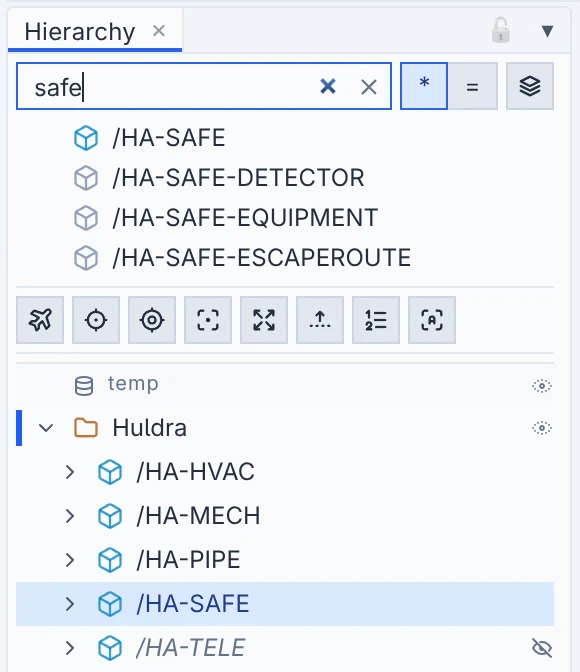 Hierarchy
safe
* =
/HA-SAFE
/HA-SAFE-DETECTOR
/HA-SAFE-EQUIPMENT
/HA-SAFE-ESCAPEROUTE
temp
Huldra
/HA-HVAC
/HA-MECH
/HA-PIPE
/HA-SAFE
/HA-TELE